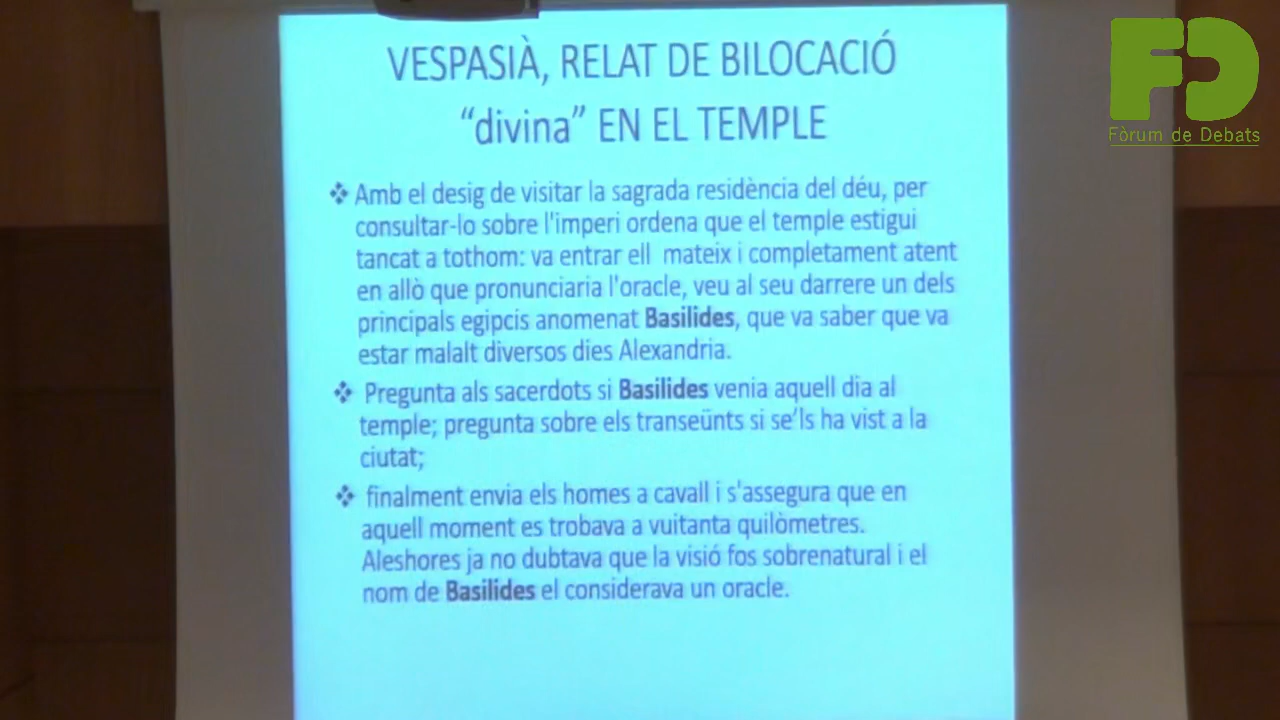 VESPASIÀ, RELAT DE BILOCACIÓ
“divina” EN EL TEMPLE
❖ Amb el desig de visitar la sagrada residència del déu, per
consultar-lo sobre l'imperi ordena que el temple estigui
tancat a tothom: va entrar ell mateix i completament atent
en allò que pronunciaria l'oracle, veu al seu darrere un dels
principals egipcis anomenat Basilides, que va saber que va
estar malalt diversos dies Alexandria.
❖ Pregunta als sacerdots si Basilides venia aquell dia al
temple; pregunta sobre els transeünts si se’ls ha vist a la
ciutat;
❖ finalment envia els homes a cavall i s'assegura que en
aquell moment es trobava a vuitanta quilòmetres.
Aleshores ja no dubtava que la visió fos sobrenatural i el
nom de Basilides el considerava un oracle.
Fòrum de Debats